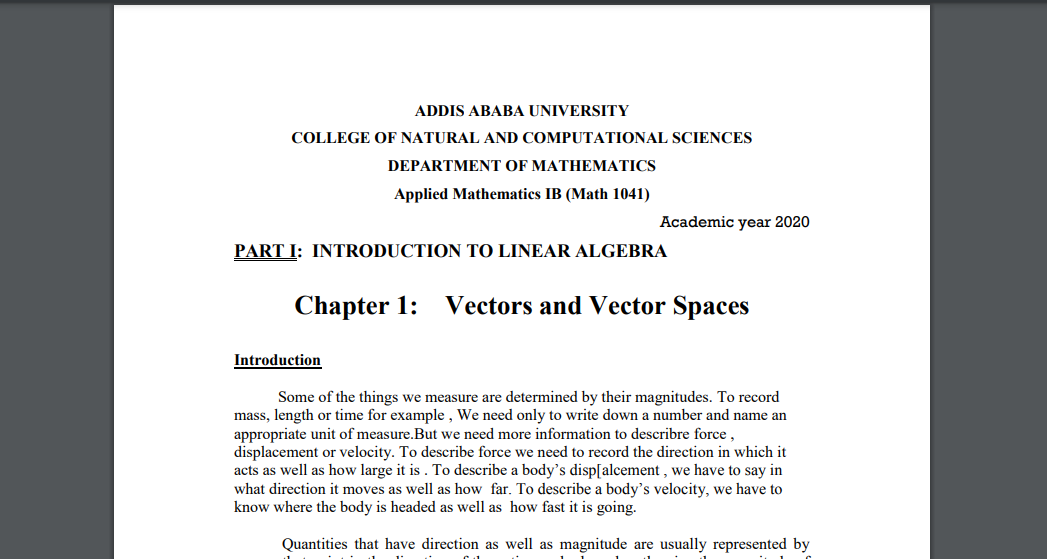 ADDIS ABABA UNIVERSITY
COLLEGE OF NATURAL AND COMPUTATIONAL SCIENCES
DEPARTMENT OF MATHEMATICS
Applied Mathematics IB (Math 1041)
Academic year 2020
PART I: INTRODUCTION TO LINEAR ALGEBRA
Chapter 1: Vectors and Vector Spaces
Introduction
Some of the things we measure are determined by their magnitudes. To record
mass, length or time for example , We need only to write down a number and name an
appropriate unit of measure.But we need more information to describre force ,
displacement or velocity. To describe force we need to record the direction in which it
acts as well as how large it is . To describe a body’s disp[alcement , we have to say in
what direction it moves as well as how far. To describe a body’s velocity, we have to
know where the body is headed as well as how fast it is going.
Quantities that have direction as well as magnitude are usually represented by